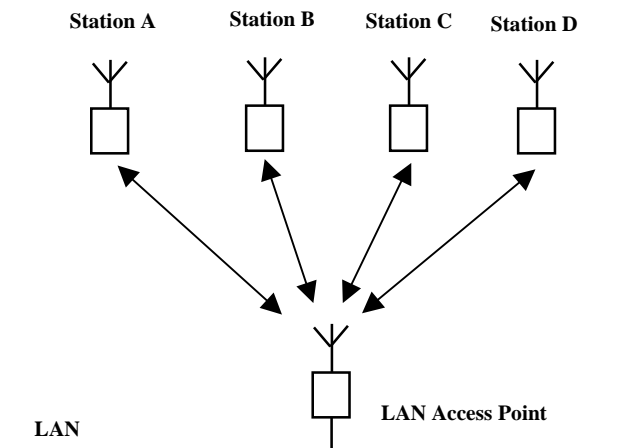 Station A
Station B
Station C
Station D
LAN Access Point
LAN